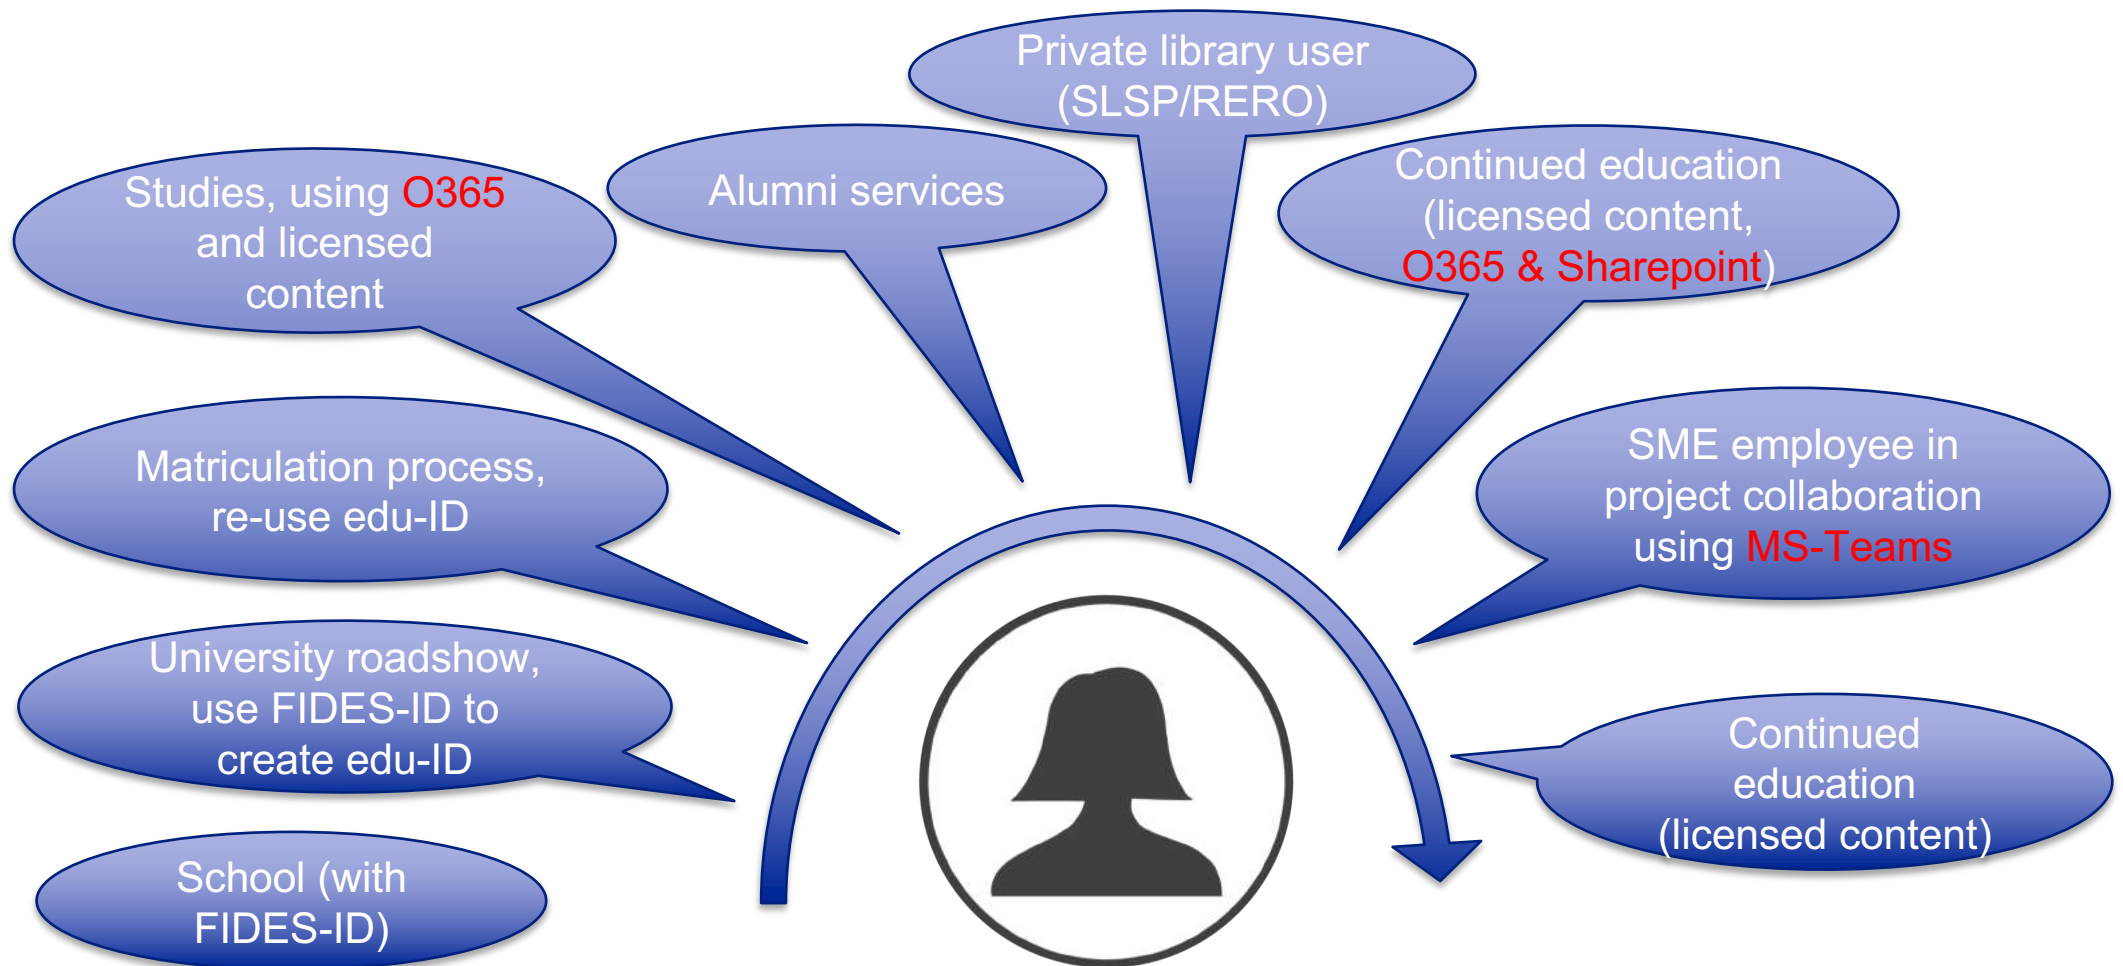 Private library user
(SLSP/RERO)
Alumni services
Studies, using O365
and licensed
content
Continued education
(licensed content,
O365 & Sharepoint)
Matriculation process,
re-use edu-ID
SME employee in
project collaboration
using MS-Teams
University roadshow,
use FIDES-ID to
create edu-ID
Continued
education
(licensed content)
School (with
FIDES-ID)